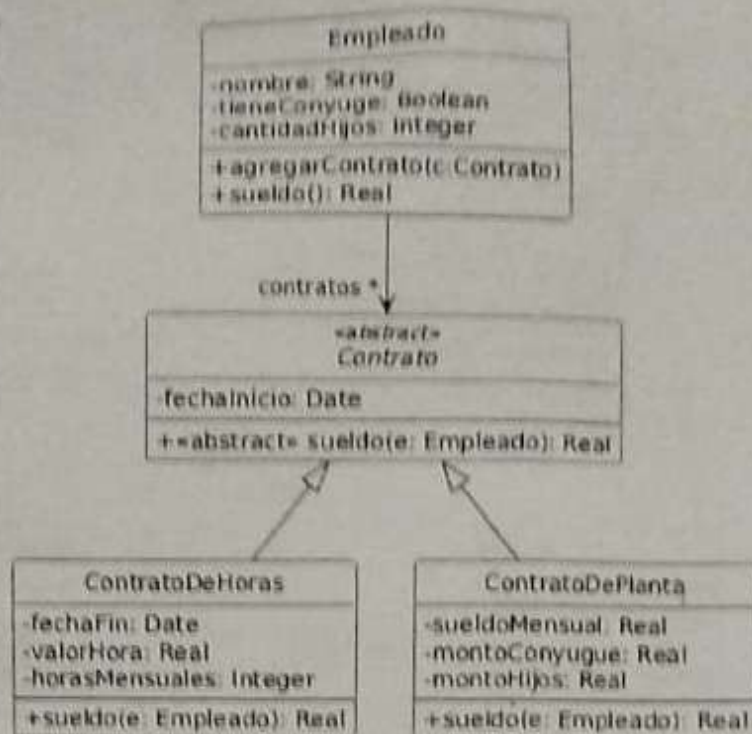 Empleado
-nombre: String
-tieneConyuge: Boolean
-cantidadHijos: Integer
+agregarContrato(c:Contrato)
+sueldo(): Real
contratos *
«abstract»
Contrato
-fechaInicio: Date
+«abstract» sueldo(e: Empleado): Real
ContratoDeHoras
-fechaFin: Date
-valorHora: Real
-horasMensuales: Integer
+sueldo(e: Empleado): Real
ContratoDePlanta
-sueldoMensual: Real
-montoConyugue: Real
-montoHijos: Real
+sueldo(e: Empleado): Real